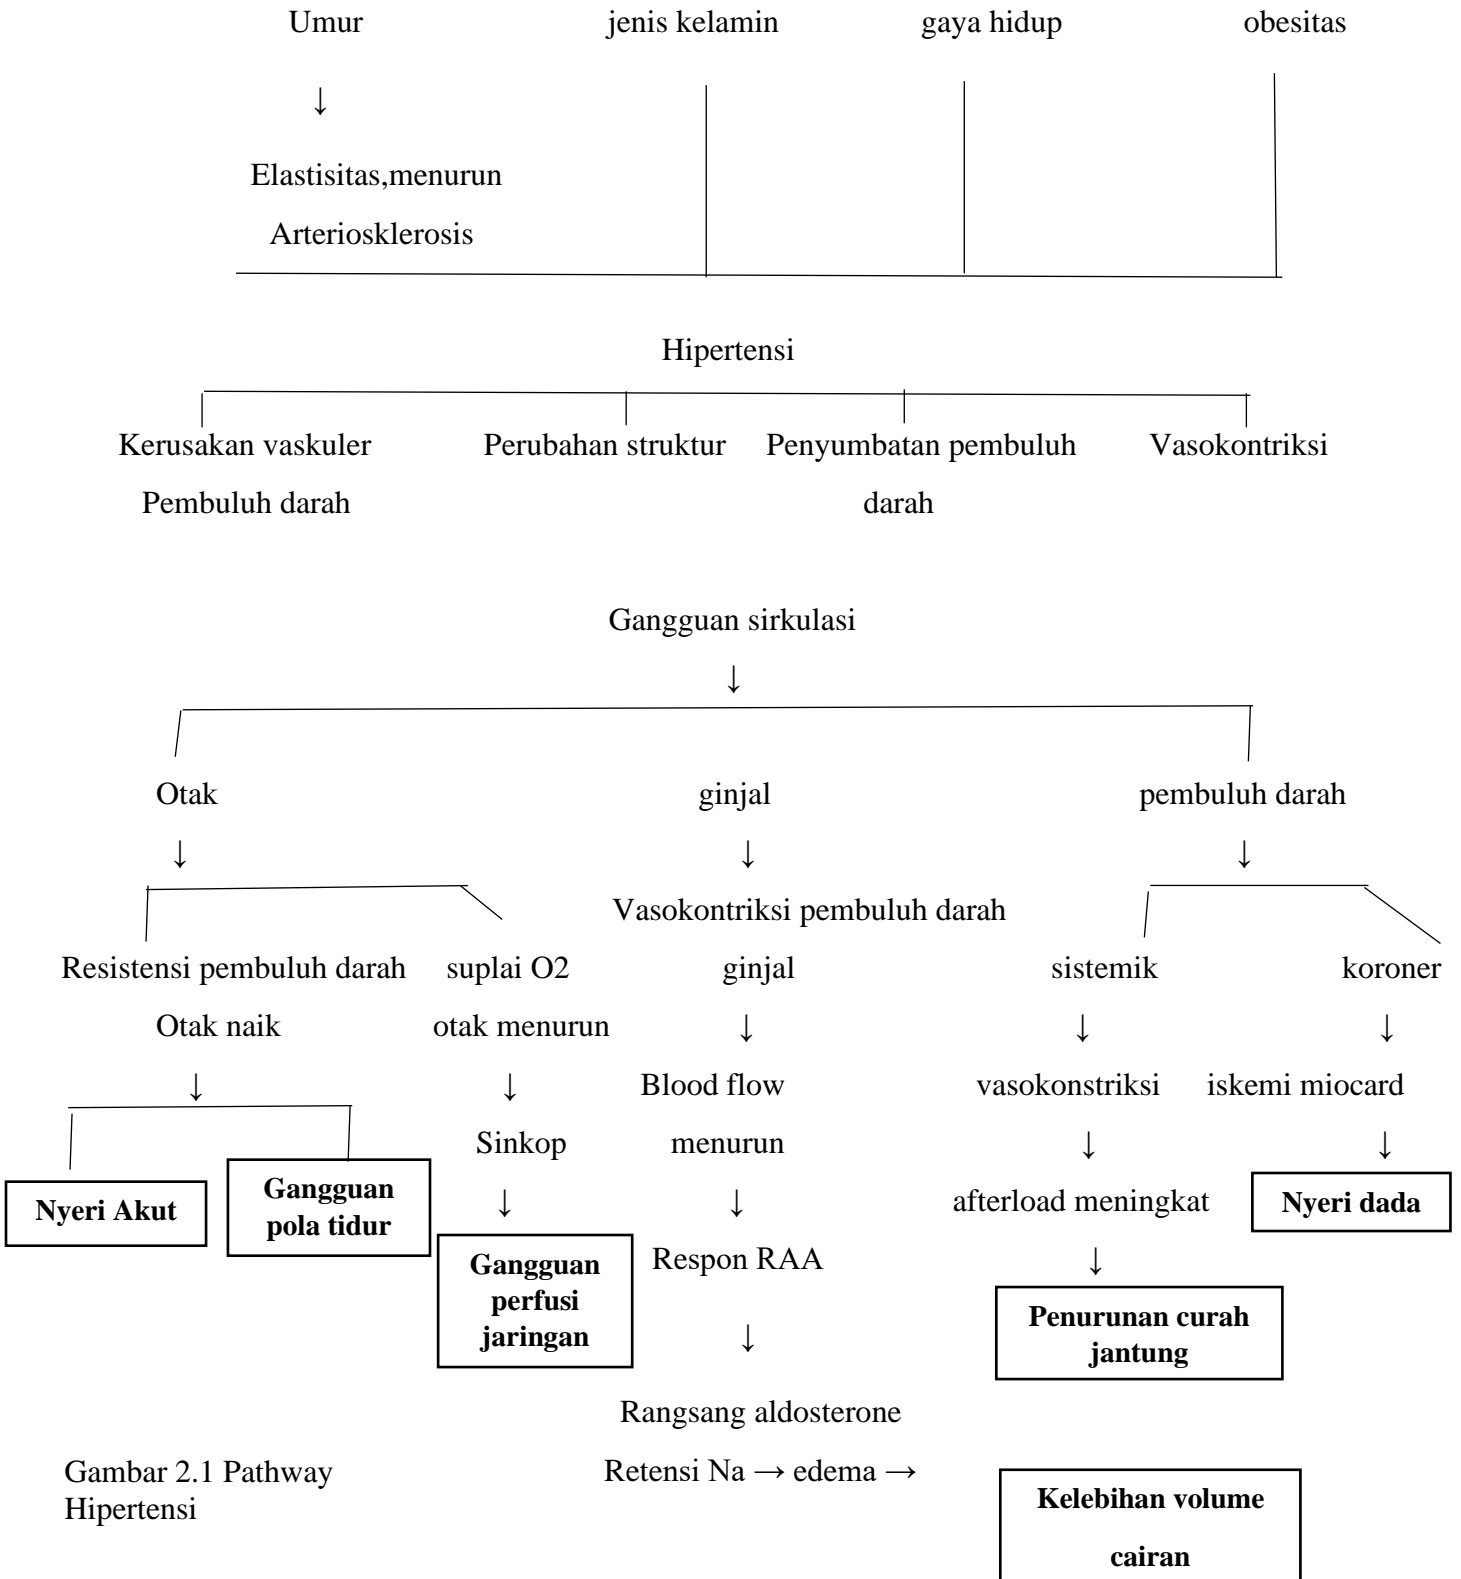 Umur jenis kelamin gaya hidup obesitas
↓
Elastisitas,menurun
Arteriosklerosis
Hipertensi
Kerusakan vaskuler Perubahan struktur Penyumbatan pembuluh Vasokontriksi
Pembuluh darah darah
Gangguan sirkulasi
↓
Otak ginjal pembuluh darah
↓ ↓ ↓
Vasokontriksi pembuluh darah
Resistensi pembuluh darah suplai O2 ginjal sistemik koroner
Otak naik otak menurun ↓ ↓ ↓
↓ ↓ Blood flow vasokonstriksi iskemi miocard
Sinkop menurun ↓ ↓
Nyeri Akut
Gangguan
pola tidur
↓ ↓ afterload meningkat
Nyeri dada
Gangguan
perfusi
jaringan
Respon RAA ↓
↓
Penurunan curah
jantung
Rangsang aldosterone
Retensi Na → edema →
Kelebihan volume
cairan
Gambar 2.1 Pathway
Hipertensi